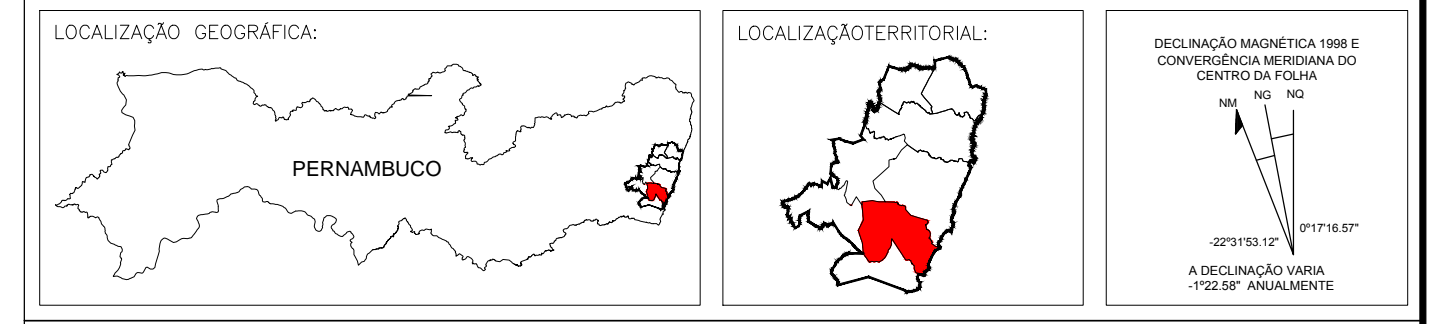 LOCALIZAÇÃO GEOGRÁFICA:
PERNAMBUCO
LOCALIZAÇÃOTERRITORIAL:
DECLINAÇÃO MAGNÉTICA 1998 E
CONVERGÊNCIA MERIDIANA DO
CENTRO DA FOLHA
NM NG NQ
-22º31'53.12" 0º17'16.57"
A DECLINAÇÃO VARIA
-1º22.58" ANUALMENTE